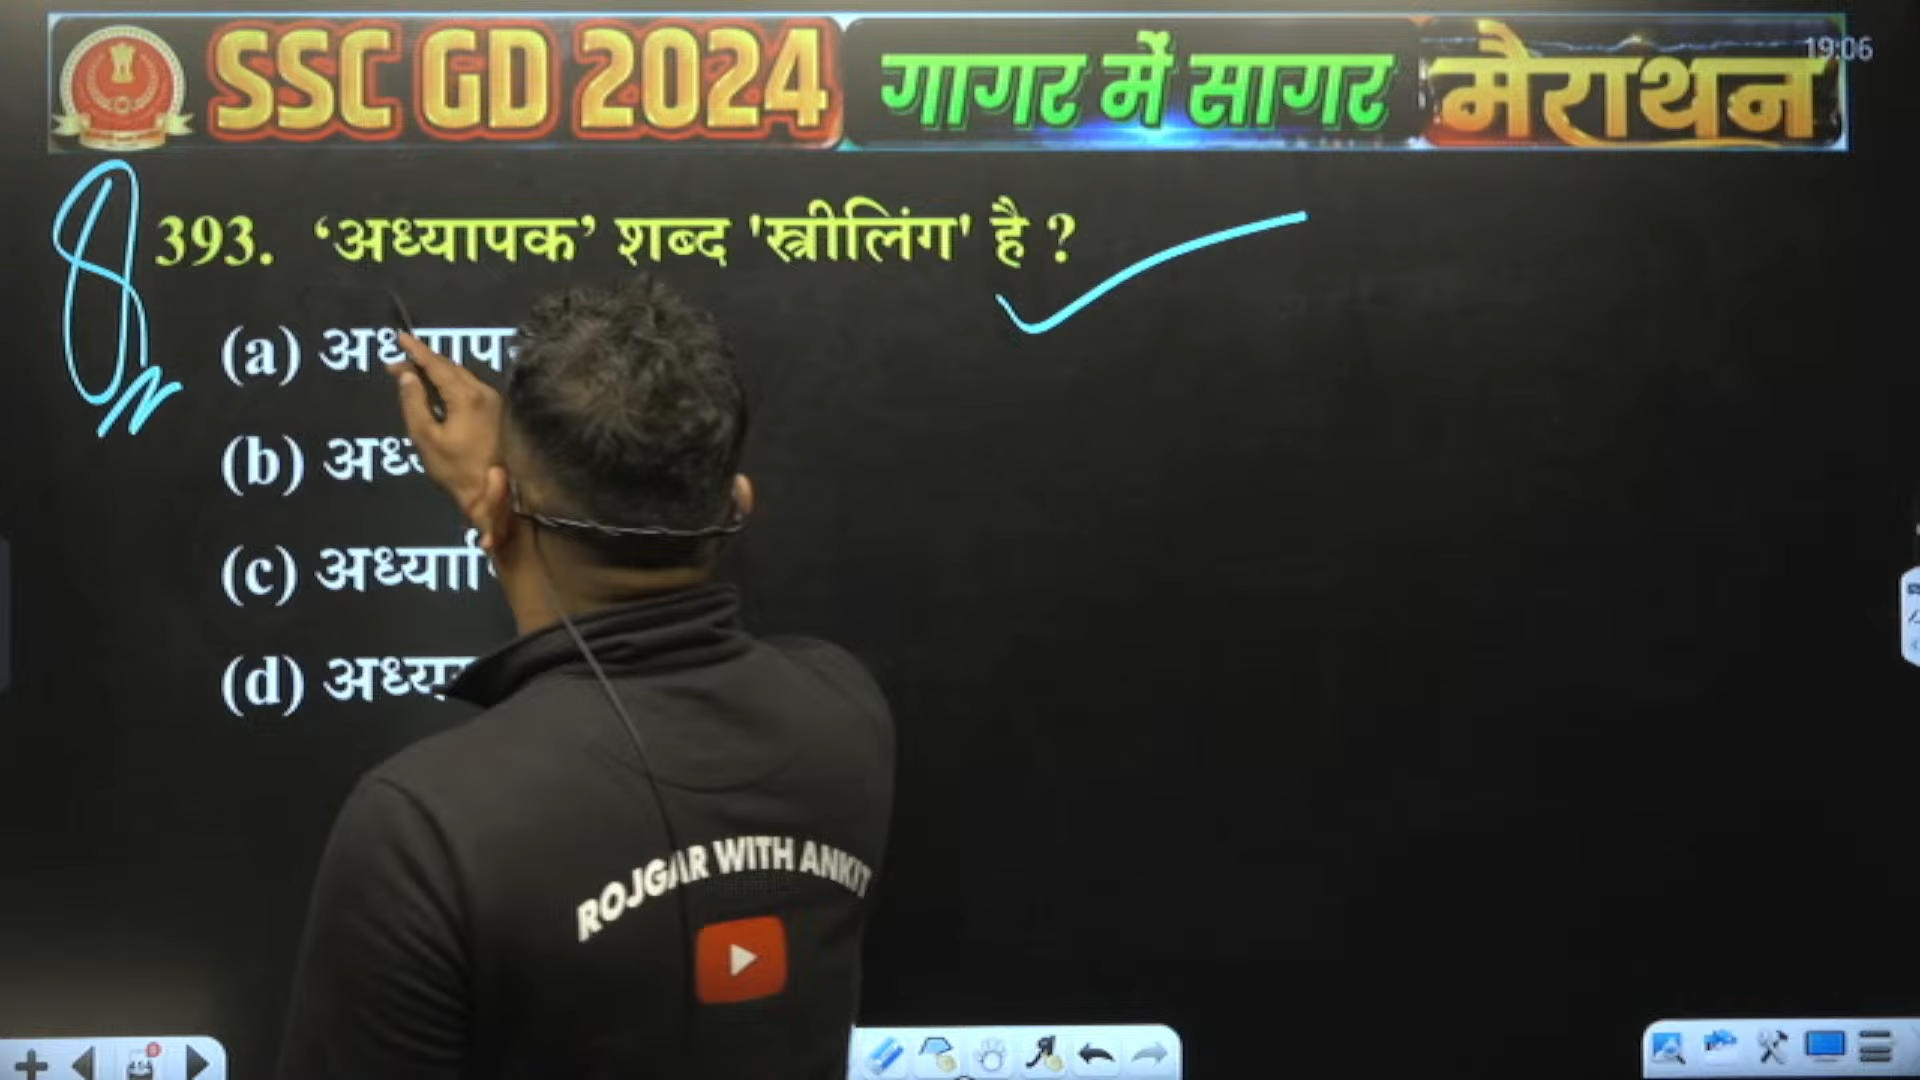 SSC GD 2024 गागर में सागर मैराथन
19:06
393. ‘अध्यापक’ शब्द 'स्त्रीलिंग' है ?
(a)
(b)
(c)
(d)
ROJGAR WITH ANKIT